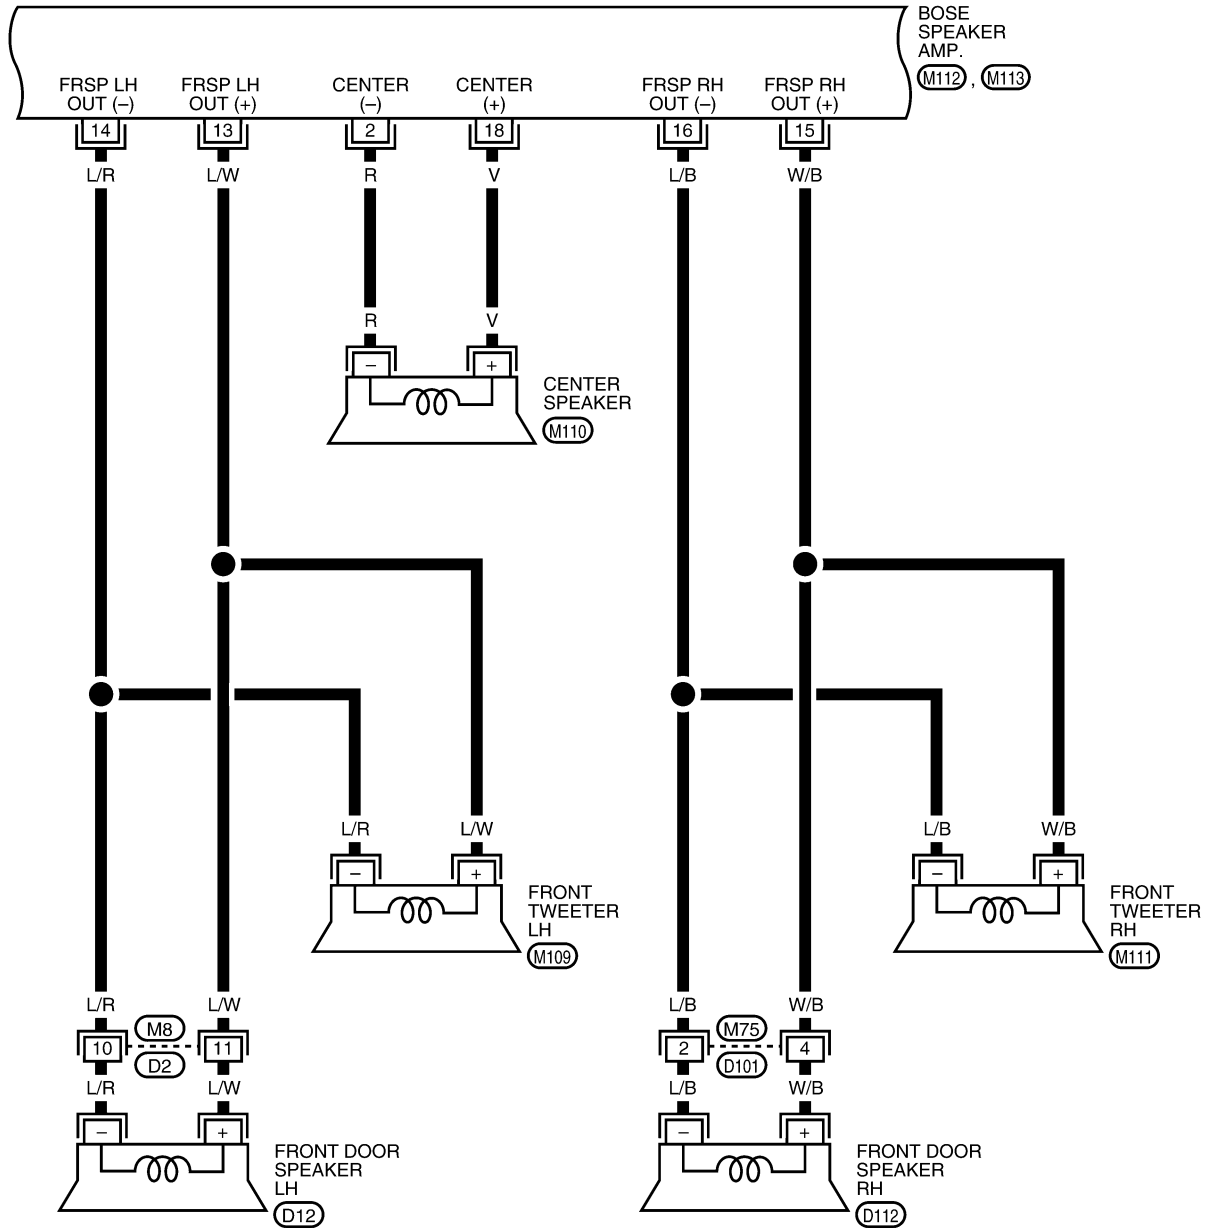 BOSE
SPEAKER
AMP.
M112 , M113
FRSP LH
OUT (–)
FRSP LH
OUT (+)
CENTER
(–)
CENTER
(+)
FRSP RH
OUT (–)
FRSP RH
OUT (+)
14 13 2 18 16 15
L/R L/W R V L/B W/B
R V
– +
CENTER
SPEAKER
M110
L/R L/W L/B W/B
– + – +
FRONT
TWEETER
LH
M109
FRONT
TWEETER
RH
M111
L/R L/W L/B W/B
M8 M75
10 11 2 4
D2 D101
L/R L/W L/B W/B
– + – +
FRONT DOOR
SPEAKER
LH
D12
FRONT DOOR
SPEAKER
RH
D112